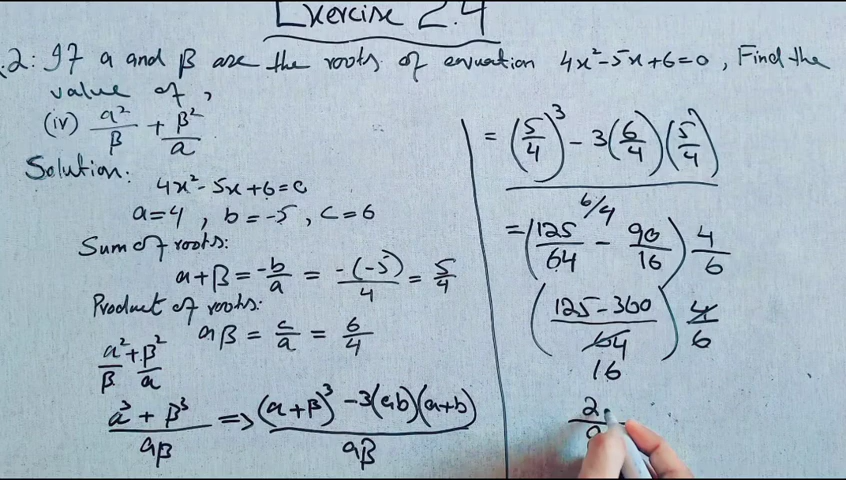 Exercise 2.4
.2: If α and β are the roots of equation 4x²-5x+6=0, Find the
value of,
(iv) α²/β + β²/α
Solution:
4x²-5x+6=0
a=4, b=-5, c=6
Sum of roots:
α+β = -b/a = -(-5)/4 = 5/4
Product of roots:
αβ = c/a = 6/4
α²/β + β²/α
α³+β³/αβ => (α+β)³-3(ab)(a+b)/αβ
= (5/4)³ - 3(6/4)(5/4)
6/4
= (125/64 - 90/16) 4/6
(125-360/64) 4/6
16
2